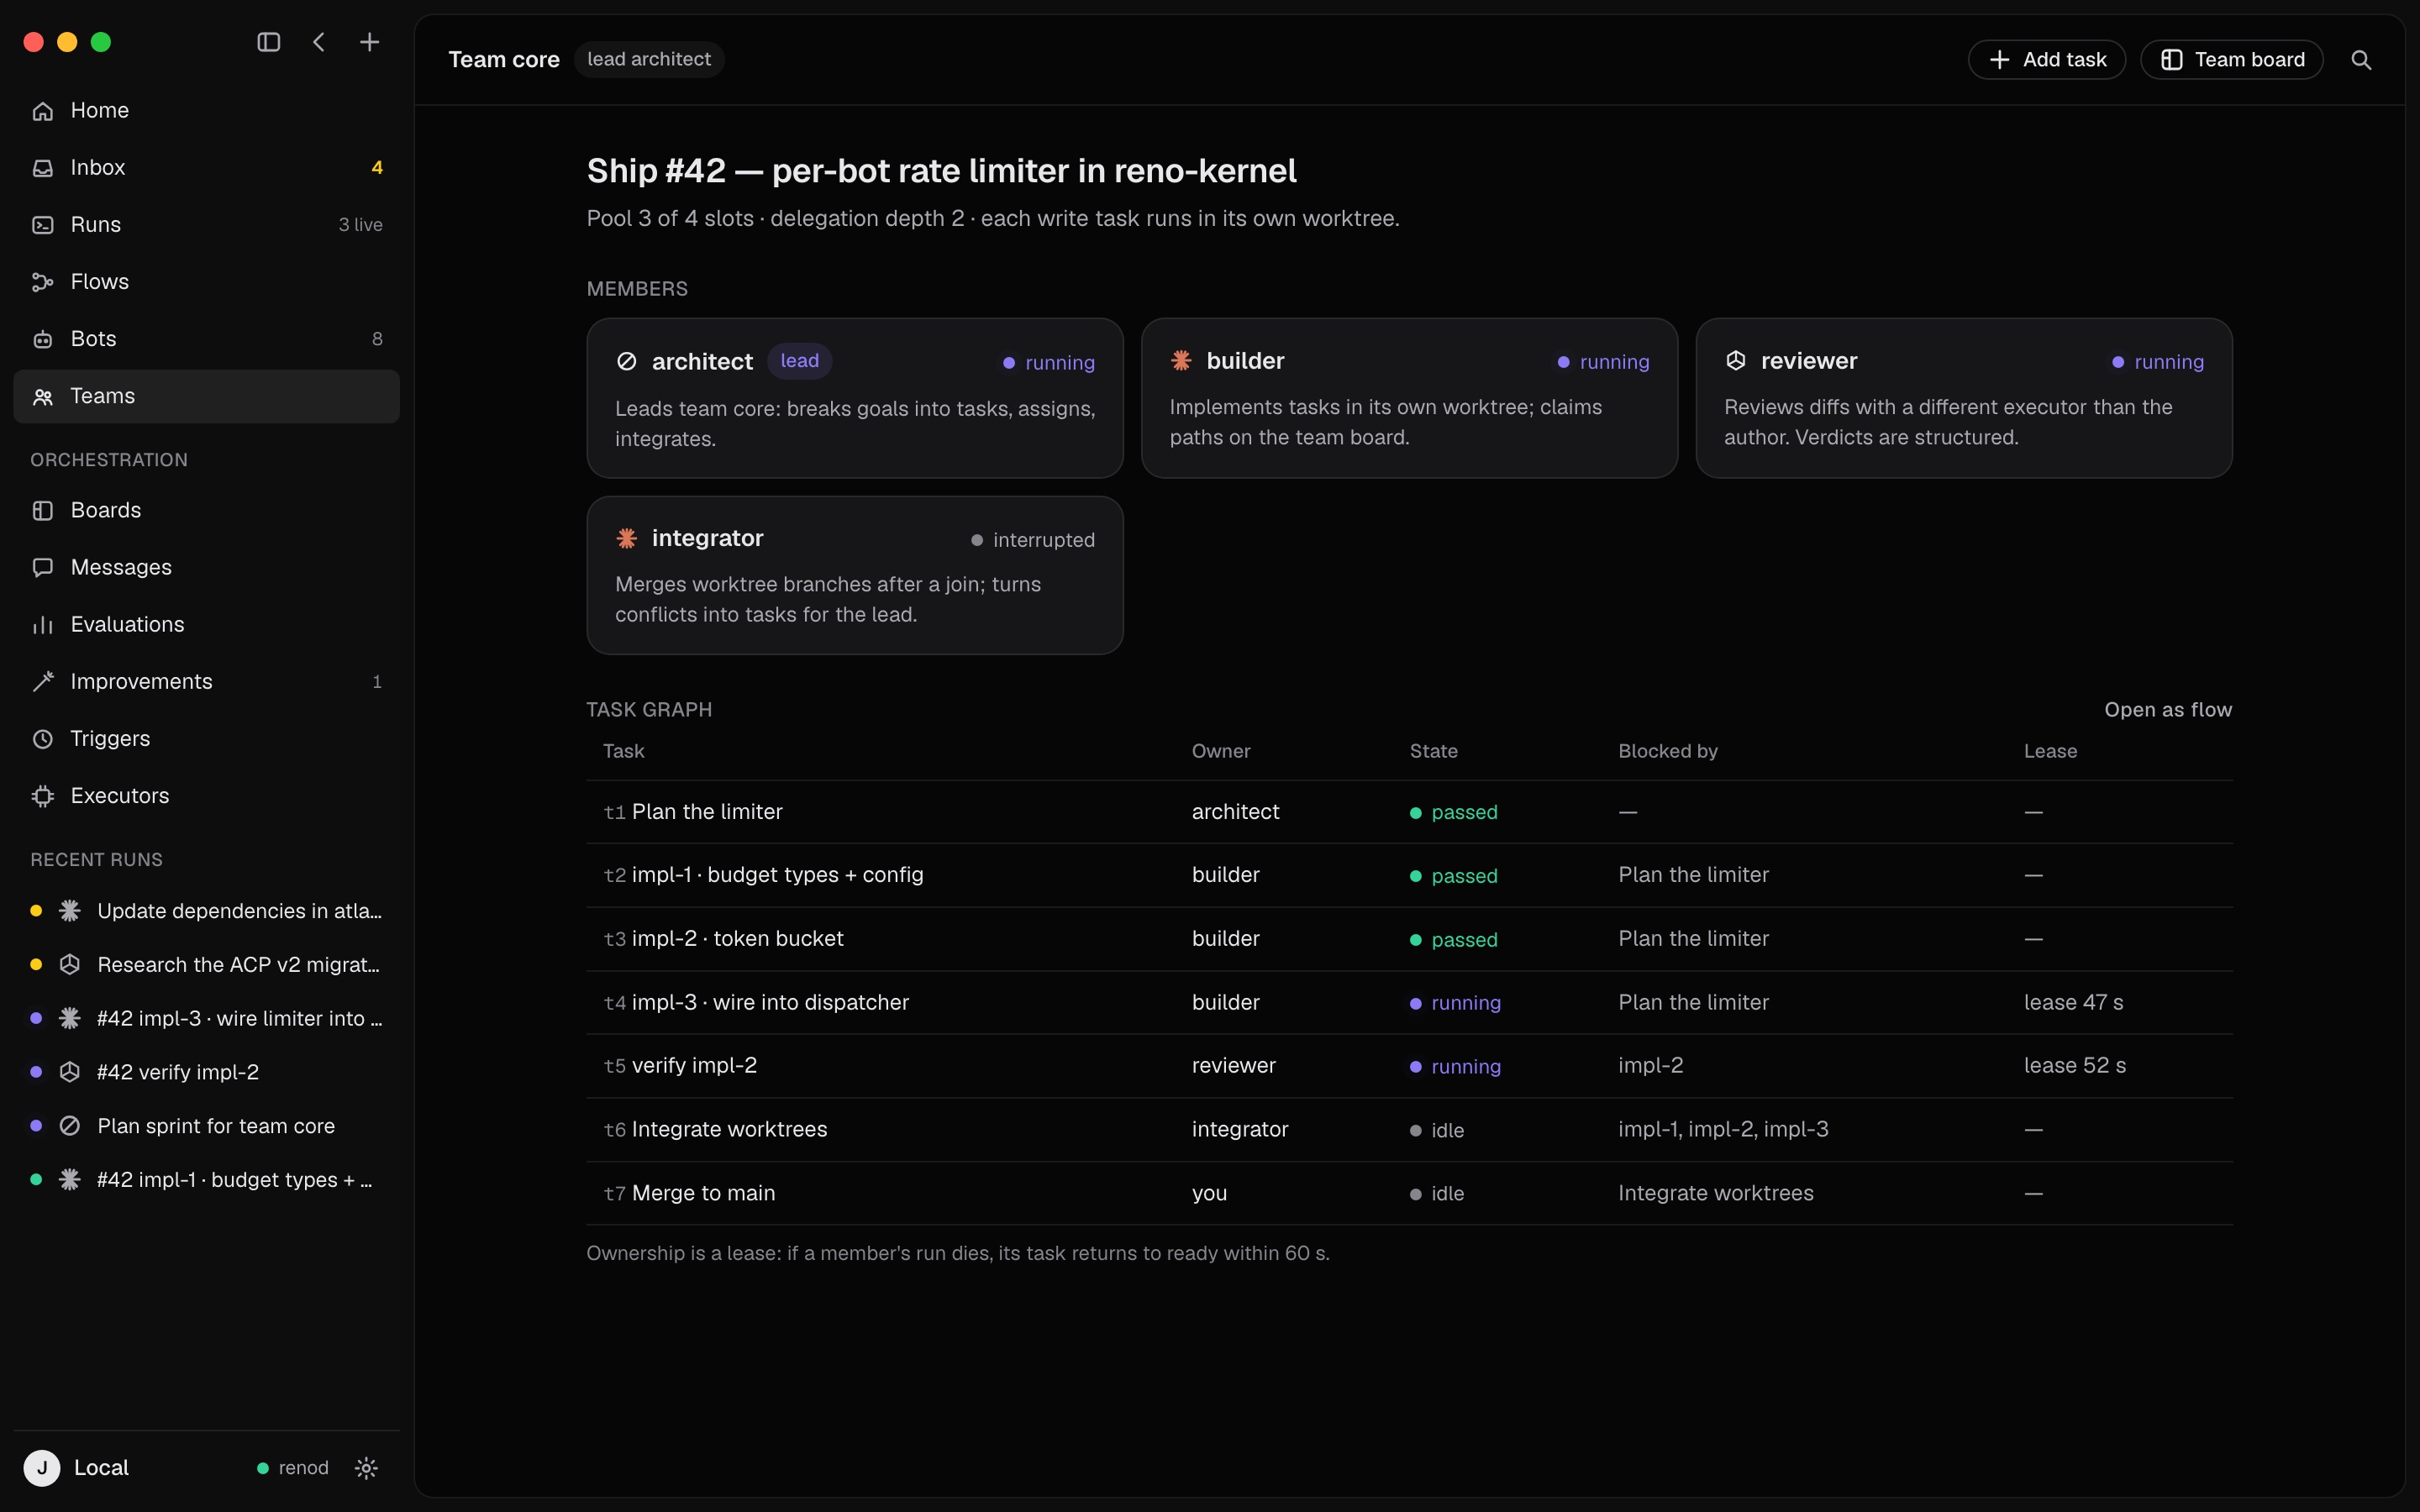 Home
Inbox 4
Runs 3 live
Flows
Bots 8
Teams
ORCHESTRATION
Boards
Messages
Evaluations
Improvements 1
Triggers
Executors
RECENT RUNS
Update dependencies in atla...
Research the ACP v2 migrat...
#42 impl-3 · wire limiter into ...
#42 verify impl-2
Plan sprint for team core
#42 impl-1 · budget types + ...
J Local renod
Team core lead architect Add task Team board
Ship #42 — per-bot rate limiter in reno-kernel
Pool 3 of 4 slots · delegation depth 2 · each write task runs in its own worktree.
MEMBERS
architect lead running
Leads team core: breaks goals into tasks, assigns,
integrates.
builder running
Implements tasks in its own worktree; claims
paths on the team board.
reviewer running
Reviews diffs with a different executor than the
author. Verdicts are structured.
integrator interrupted
Merges worktree branches after a join; turns
conflicts into tasks for the lead.
TASK GRAPH Open as flow
Task Owner State Blocked by Lease
t1 Plan the limiter architect passed — —
t2 impl-1 · budget types + config builder passed Plan the limiter —
t3 impl-2 · token bucket builder passed Plan the limiter —
t4 impl-3 · wire into dispatcher builder running Plan the limiter lease 47 s
t5 verify impl-2 reviewer running impl-2 lease 52 s
t6 Integrate worktrees integrator idle impl-1, impl-2, impl-3 —
t7 Merge to main you idle Integrate worktrees —
Ownership is a lease: if a member's run dies, its task returns to ready within 60 s.